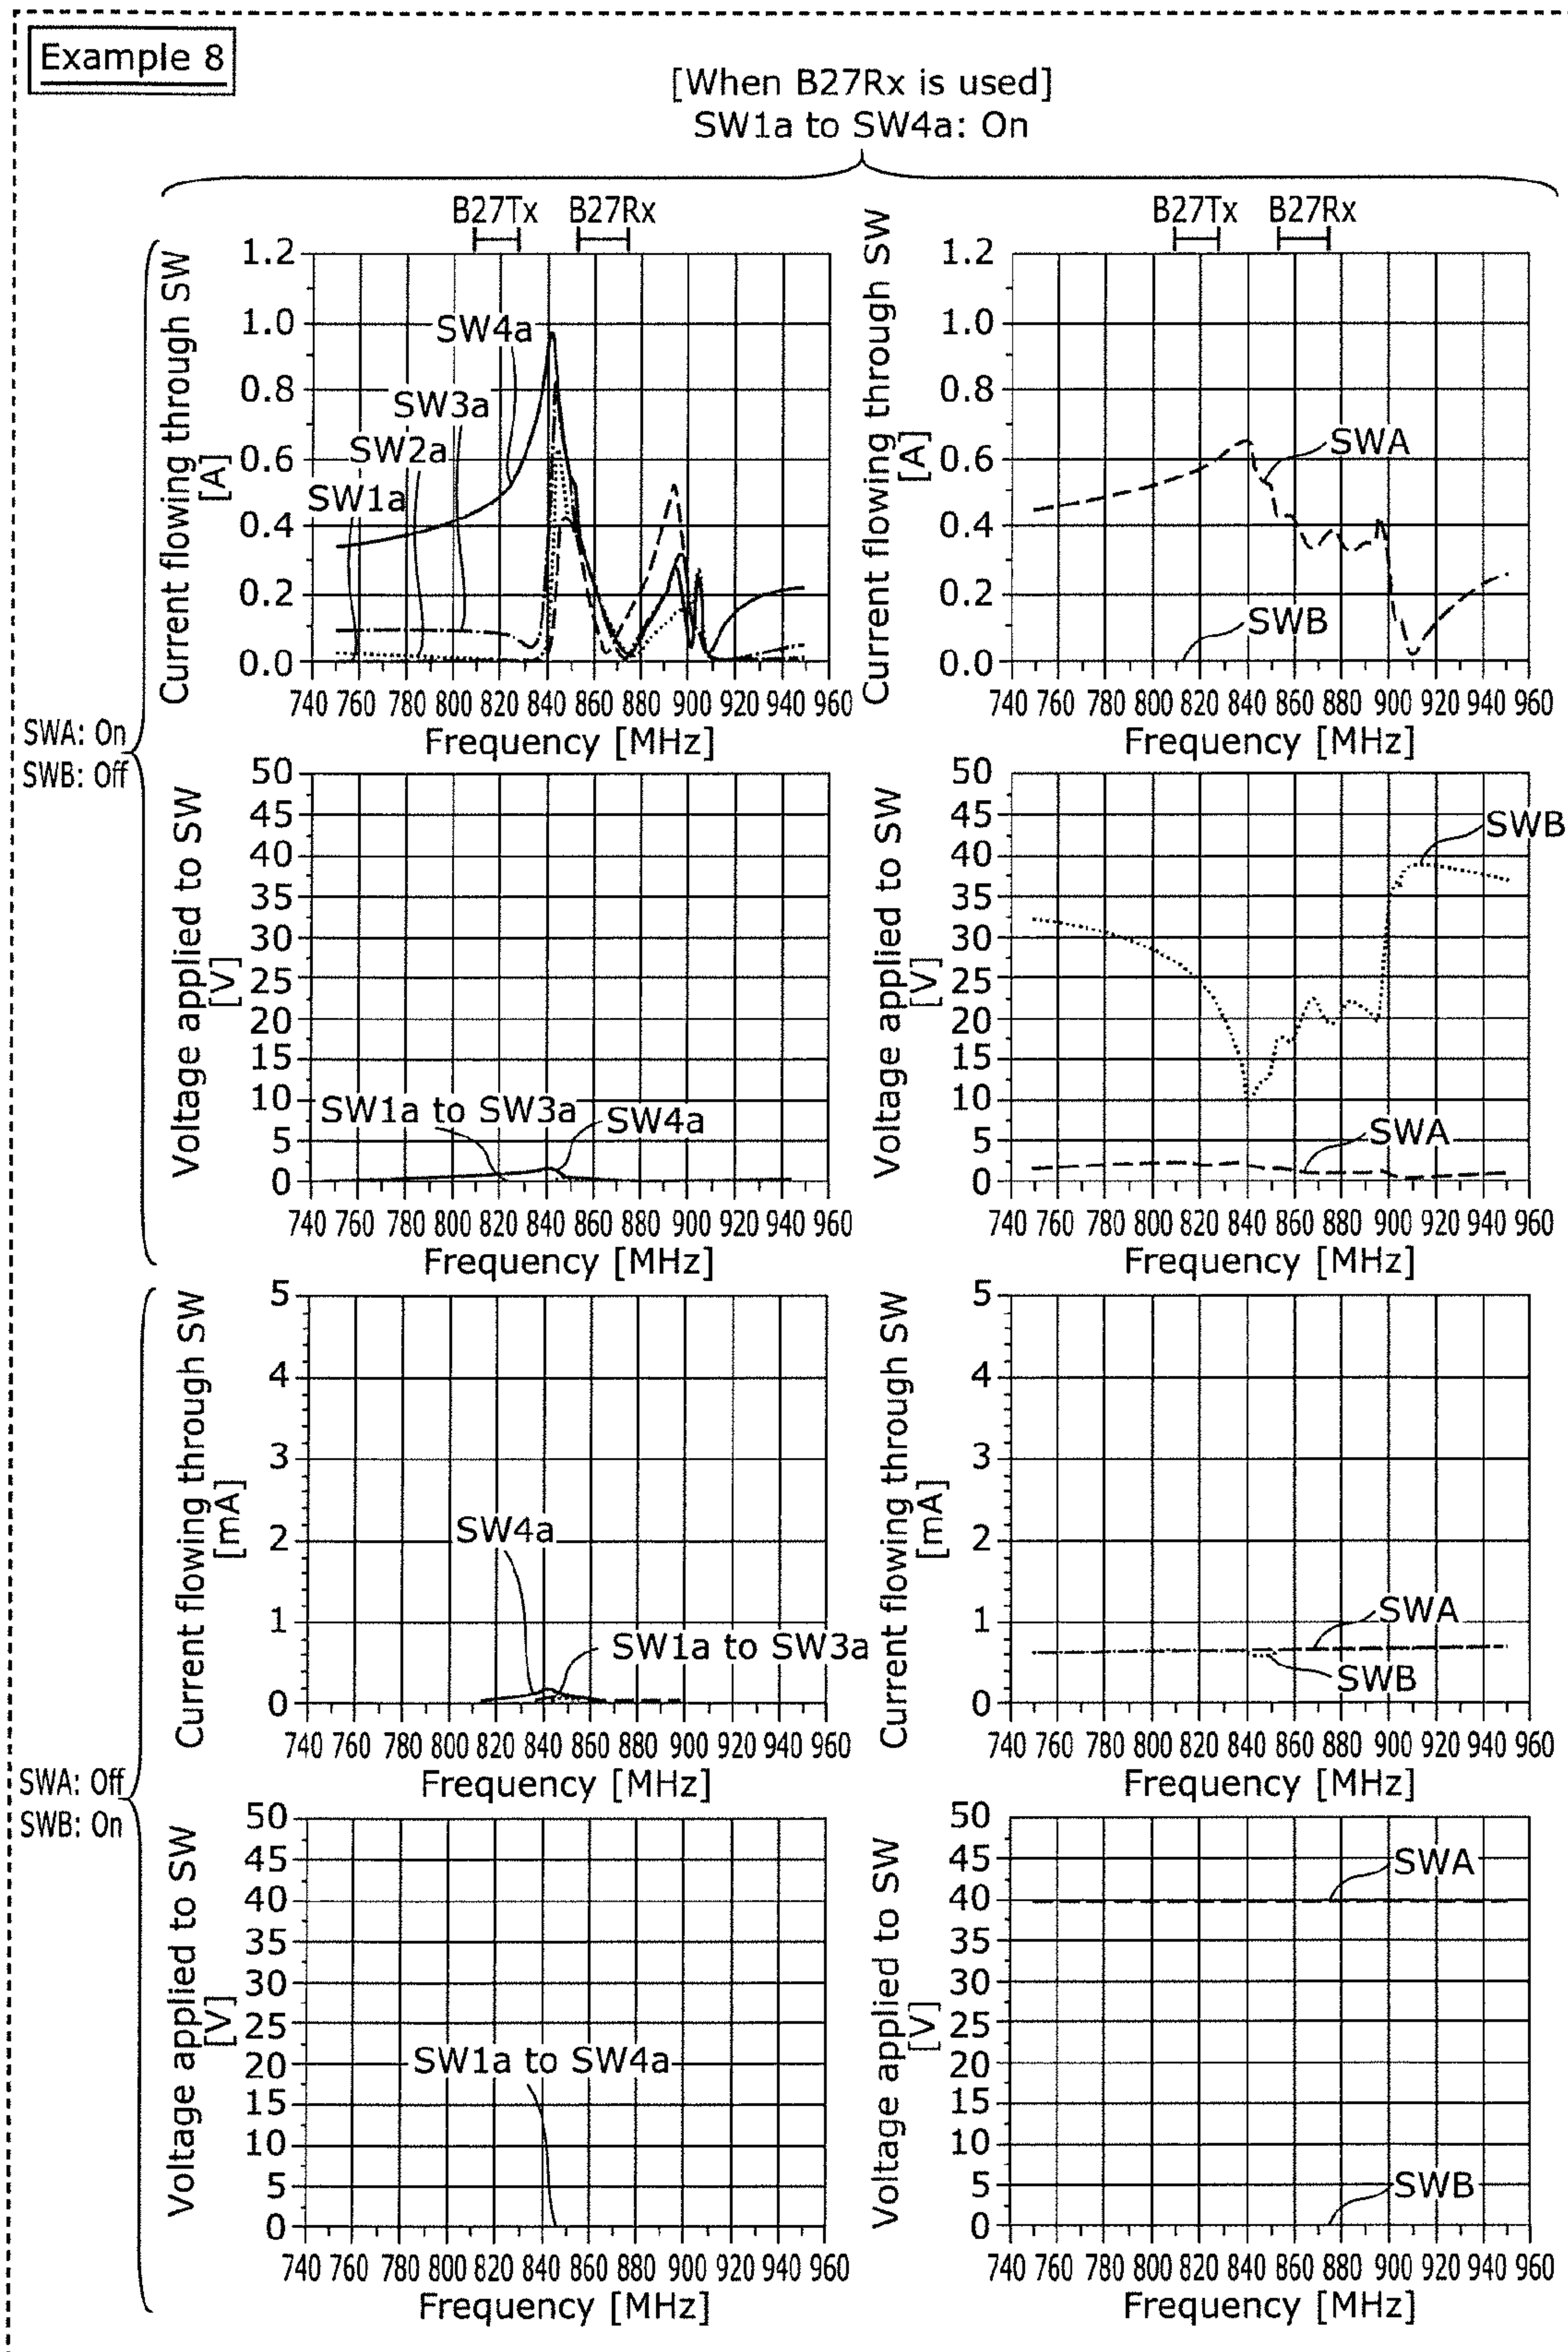 Example 8
[When B27Rx is used]
SW1a to SW4a: On
SWA: On
SWB: Off
B27Tx B27Rx
Current flowing through SW
[A]
1.2
1.0
0.8
0.6
0.4
0.2
0.0
SW4a
SW3a
SW2a
SW1a
740 760 780 800 820 840 860 880 900 920 940 960
Frequency [MHz]
B27Tx B27Rx
Current flowing through SW
[A]
1.2
1.0
0.8
0.6
0.4
0.2
0.0
SWA
SWB
740 760 780 800 820 840 860 880 900 920 940 960
Frequency [MHz]
Voltage applied to SW
[V]
50
45
40
35
30
25
20
15
10
5
0
SW1a to SW3a
SW4a
740 760 780 800 820 840 860 880 900 920 940 960
Frequency [MHz]
Voltage applied to SW
[V]
50
45
40
35
30
25
20
15
10
5
0
SWB
SWA
740 760 780 800 820 840 860 880 900 920 940 960
Frequency [MHz]
SWA: Off
SWB: On
Current flowing through SW
[mA]
5
4
3
2
1
0
SW4a
SW1a to SW3a
740 760 780 800 820 840 860 880 900 920 940 960
Frequency [MHz]
Current flowing through SW
[mA]
5
4
3
2
1
0
SWA
SWB
740 760 780 800 820 840 860 880 900 920 940 960
Frequency [MHz]
Voltage applied to SW
[V]
50
45
40
35
30
25
20
15
10
5
0
SW1a to SW4a
740 760 780 800 820 840 860 880 900 920 940 960
Frequency [MHz]
Voltage applied to SW
[V]
50
45
40
35
30
25
20
15
10
5
0
SWA
SWB
740 760 780 800 820 840 860 880 900 920 940 960
Frequency [MHz]